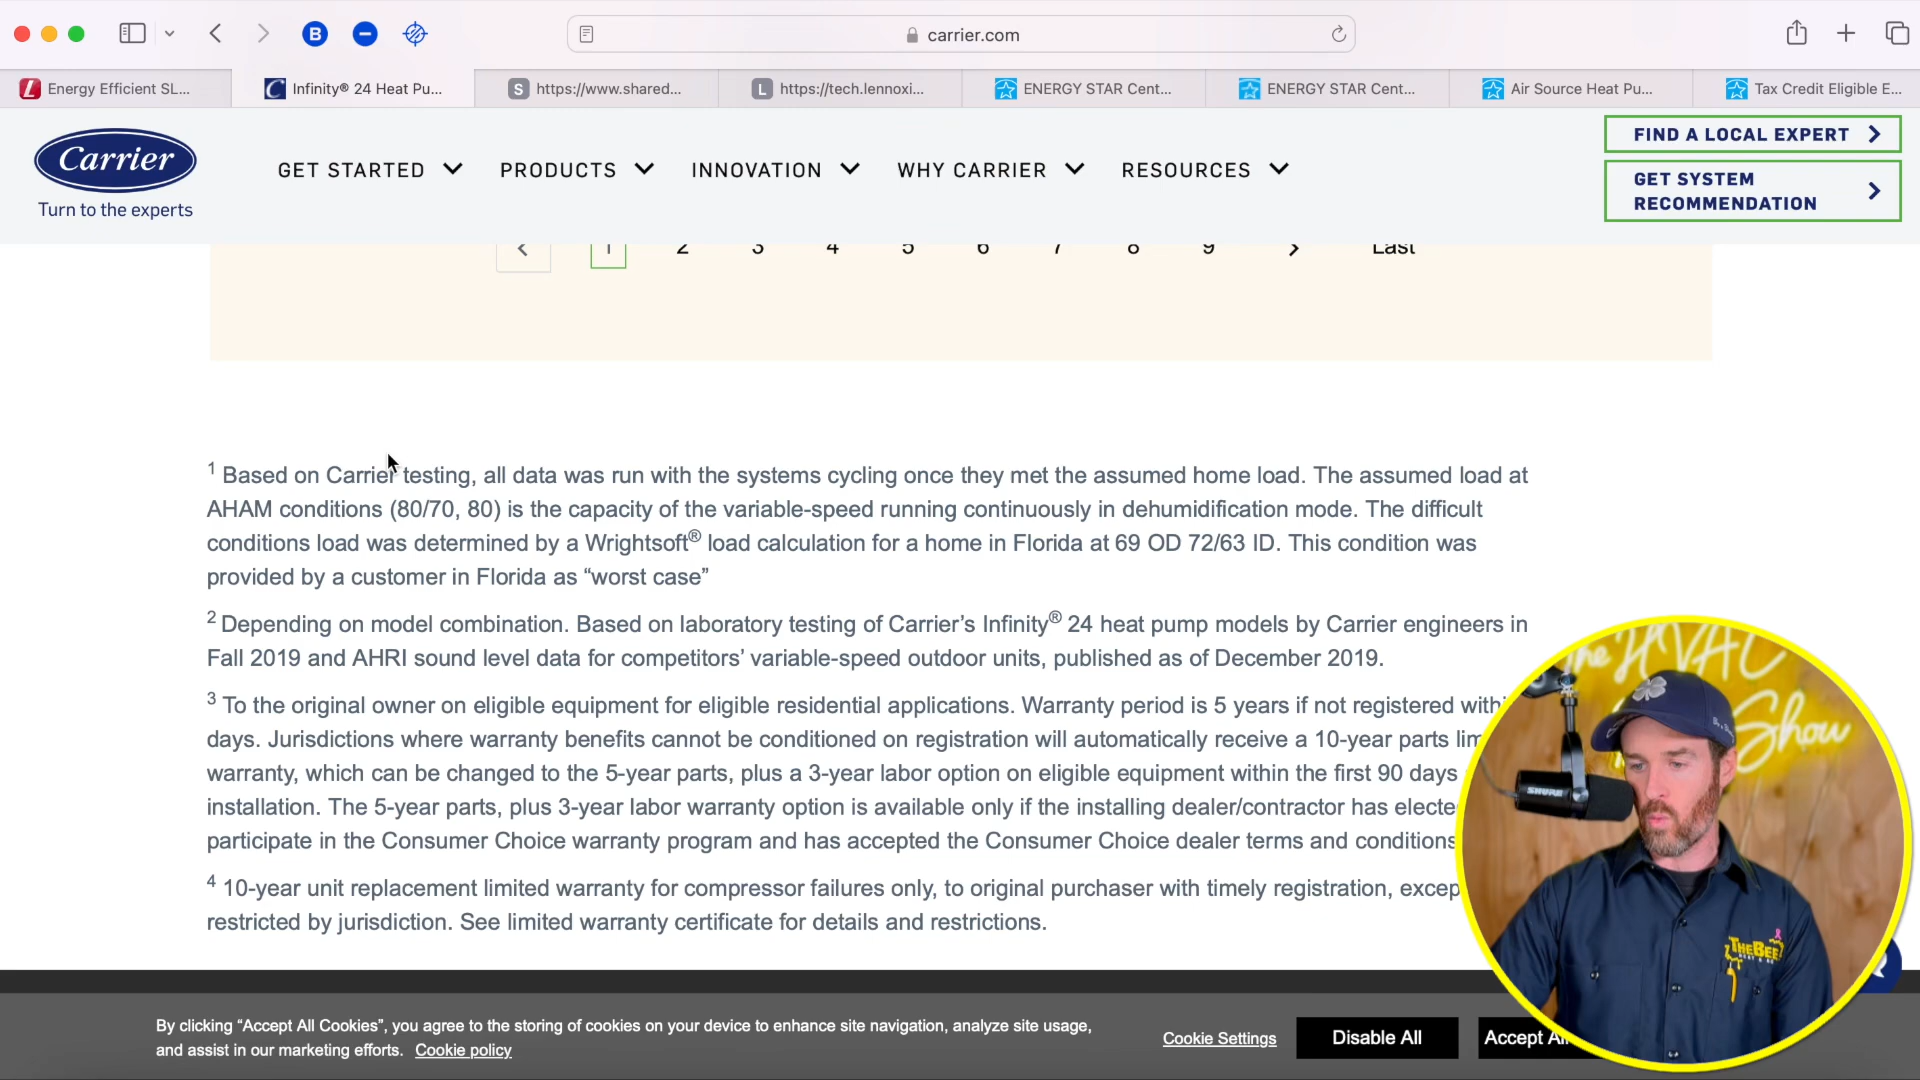 carrier.com
Energy Efficient SL...
Infinity® 24 Heat Pu...
S https://www.shared...
L https://tech.lennoxi...
ENERGY STAR Cent...
ENERGY STAR Cent...
Air Source Heat Pu...
Tax Credit Eligible E...
Carrier
Turn to the experts
GET STARTED
PRODUCTS
INNOVATION
WHY CARRIER
RESOURCES
FIND A LOCAL EXPERT
GET SYSTEM
RECOMMENDATION
1 2 3 4 5 6 7 8 9 Last
1 Based on Carrier testing, all data was run with the systems cycling once they met the assumed home load. The assumed load at
AHAM conditions (80/70, 80) is the capacity of the variable-speed running continuously in dehumidification mode. The difficult
conditions load was determined by a Wrightsoft® load calculation for a home in Florida at 69 OD 72/63 ID. This condition was
provided by a customer in Florida as “worst case”
2 Depending on model combination. Based on laboratory testing of Carrier’s Infinity® 24 heat pump models by Carrier engineers in
Fall 2019 and AHRI sound level data for competitors’ variable-speed outdoor units, published as of December 2019.
3 To the original owner on eligible equipment for eligible residential applications. Warranty period is 5 years if not registered
days. Jurisdictions where warranty benefits cannot be conditioned on registration will automatically receive a 10-year parts
warranty, which can be changed to the 5-year parts, plus a 3-year labor option on eligible equipment within the first 90 days
installation. The 5-year parts, plus 3-year labor warranty option is available only if the installing dealer/contractor has
participate in the Consumer Choice warranty program and has accepted the Consumer Choice dealer terms and conditions
4 10-year unit replacement limited warranty for compressor failures only, to original purchaser with timely registration,
restricted by jurisdiction. See limited warranty certificate for details and restrictions.
The HVAC
Show
SHURE
THE BEE
By clicking “Accept All Cookies”, you agree to the storing of cookies on your device to enhance site navigation, analyze site usage,
and assist in our marketing efforts. Cookie policy
Cookie Settings
Disable All
Accept